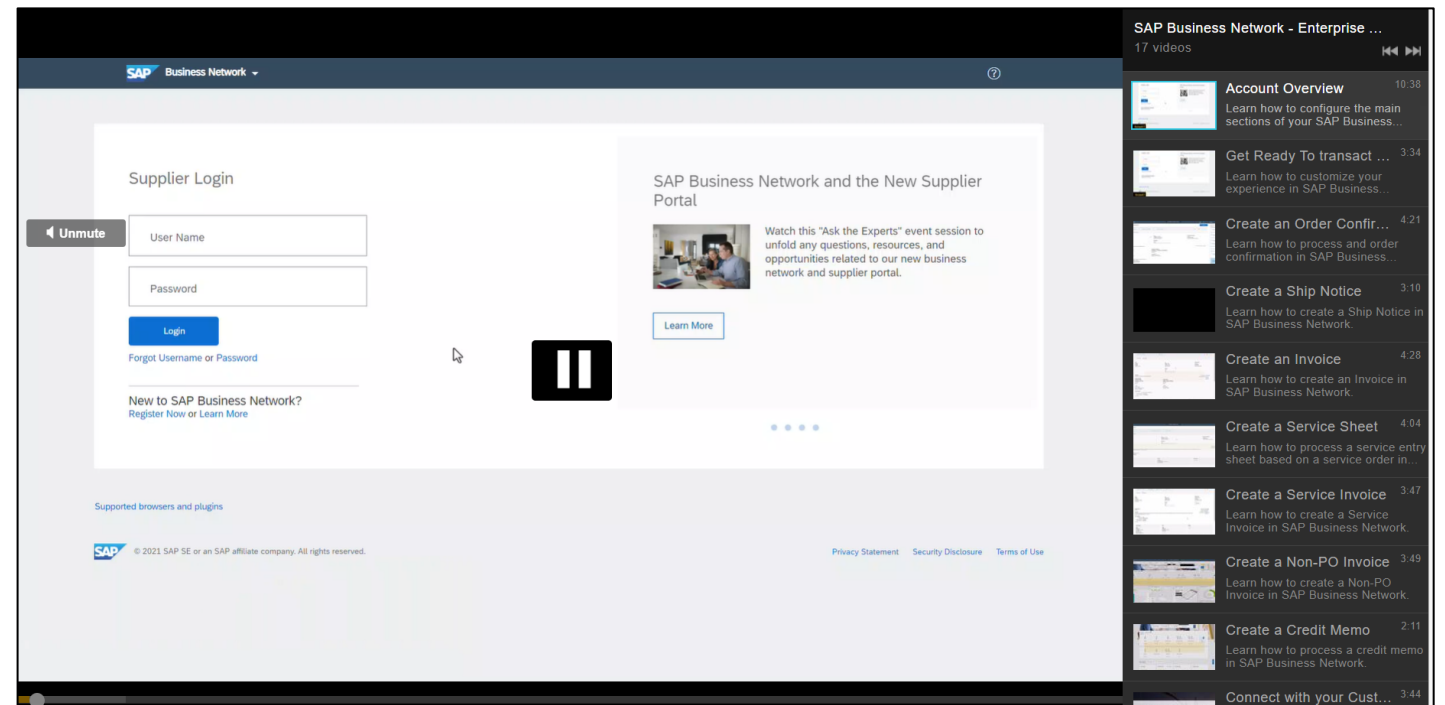 SAP Business Network
Supplier Login
User Name
Password
Login
Forgot Username or Password
New to SAP Business Network?
Register Now or Learn More
SAP Business Network and the New Supplier
Portal
Watch this "Ask the Experts" event session to
unfold any questions, resources, and
opportunities related to our new business
network and supplier portal.
Learn More
Unmute
Supported browsers and plugins
SAP © 2021 SAP SE or an SAP affiliate company. All rights reserved.
Privacy Statement Security Disclosure Terms of Use
SAP Business Network - Enterprise ...
17 videos
Account Overview 10:38
Learn how to configure the main
sections of your SAP Business...
Get Ready To transact ... 3:34
Learn how to customize your
experience in SAP Business...
Create an Order Confir... 4:21
Learn how to process and order
confirmation in SAP Business...
Create a Ship Notice 3:10
Learn how to create a Ship Notice in
SAP Business Network.
Create an Invoice 4:28
Learn how to create an Invoice in
SAP Business Network.
Create a Service Sheet 4:04
Learn how to process a service entry
sheet based on a service order in...
Create a Service Invoice 3:47
Learn how to create a Service
Invoice in SAP Business Network.
Create a Non-PO Invoice 3:49
Learn how to create a Non-PO
Invoice in SAP Business Network.
Create a Credit Memo 2:11
Learn how to process a credit memo
in SAP Business Network.
Connect with your Cust... 3:44